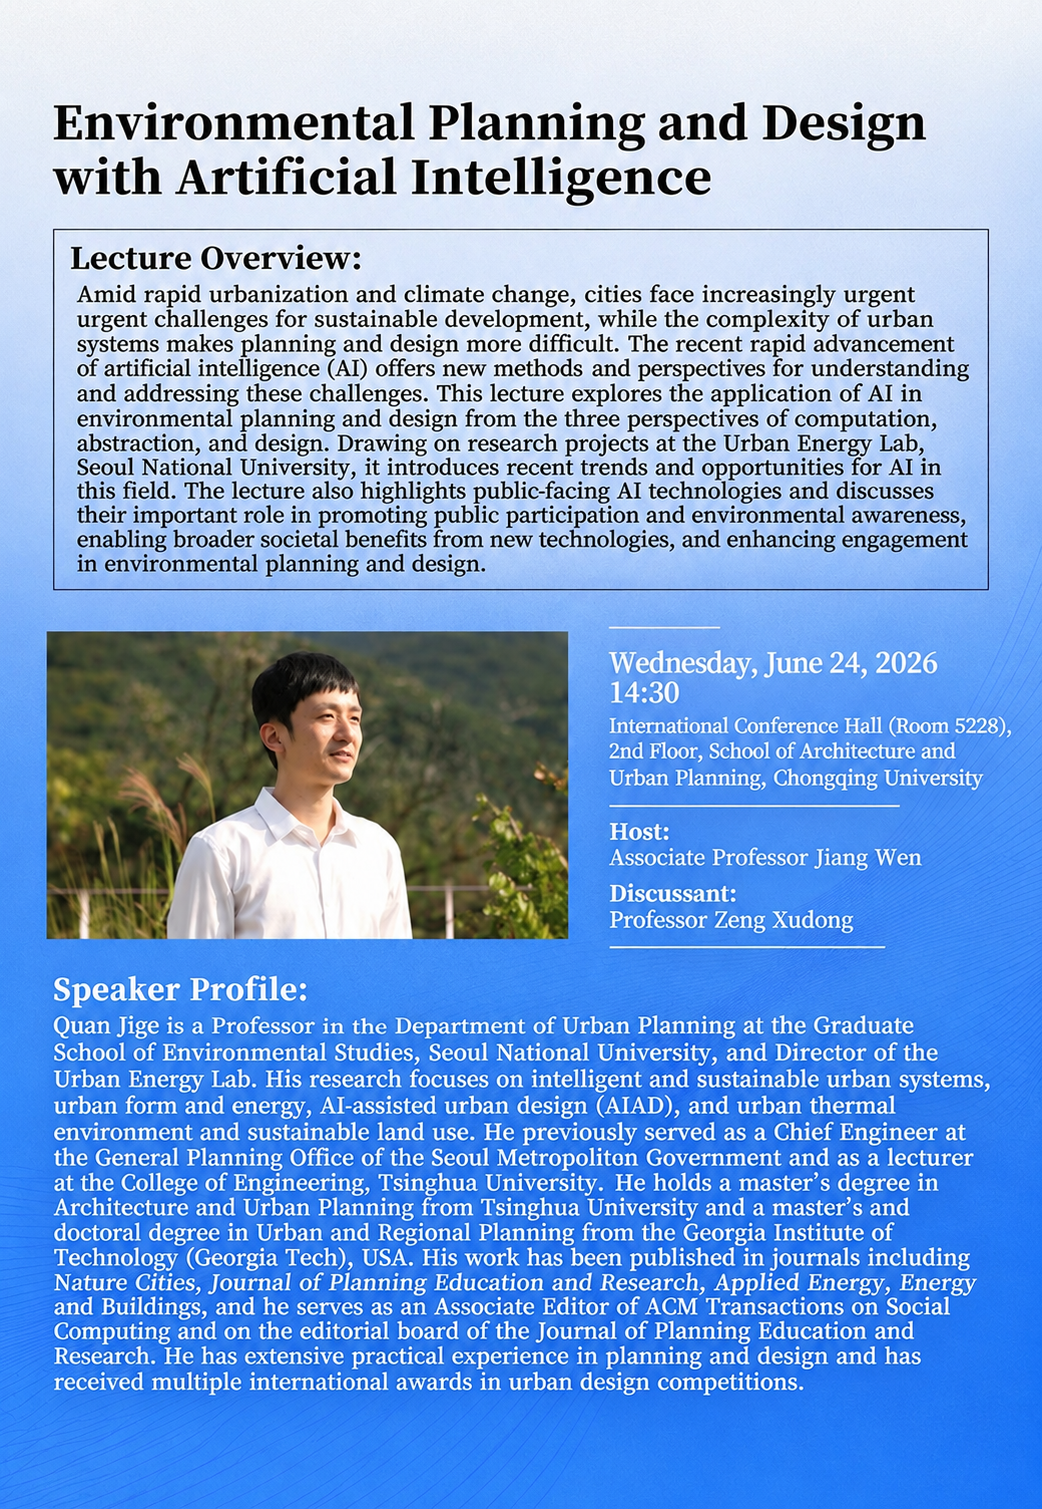 Environmental Planning and Design
with Artificial Intelligence
Lecture Overview:
Amid rapid urbanization and climate change, cities face increasingly urgent
urgent challenges for sustainable development, while the complexity of urban
systems makes planning and design more difficult. The recent rapid advancement
of artificial intelligence (AI) offers new methods and perspectives for understanding
and addressing these challenges. This lecture explores the application of AI in
environmental planning and design from the three perspectives of computation,
abstraction, and design. Drawing on research projects at the Urban Energy Lab,
Seoul National University, it introduces recent trends and opportunities for AI in
this field. The lecture also highlights public-facing AI technologies and discusses
their important role in promoting public participation and environmental awareness,
enabling broader societal benefits from new technologies, and enhancing engagement
in environmental planning and design.
Wednesday, June 24, 2026
14:30
International Conference Hall (Room 5228),
2nd Floor, School of Architecture and
Urban Planning, Chongqing University
Host:
Associate Professor Jiang Wen
Discussant:
Professor Zeng Xudong
Speaker Profile:
Quan Jige is a Professor in the Department of Urban Planning at the Graduate
School of Environmental Studies, Seoul National University, and Director of the
Urban Energy Lab. His research focuses on intelligent and sustainable urban systems,
urban form and energy, AI-assisted urban design (AIAD), and urban thermal
environment and sustainable land use. He previously served as a Chief Engineer at
the General Planning Office of the Seoul Metropoliton Government and as a lecturer
at the College of Engineering, Tsinghua University. He holds a master's degree in
Architecture and Urban Planning from Tsinghua University and a master's and
doctoral degree in Urban and Regional Planning from the Georgia Institute of
Technology (Georgia Tech), USA. His work has been published in journals including
Nature Cities, Journal of Planning Education and Research, Applied Energy, Energy
and Buildings, and he serves as an Associate Editor of ACM Transactions on Social
Computing and on the editorial board of the Journal of Planning Education and
Research. He has extensive practical experience in planning and design and has
received multiple international awards in urban design competitions.